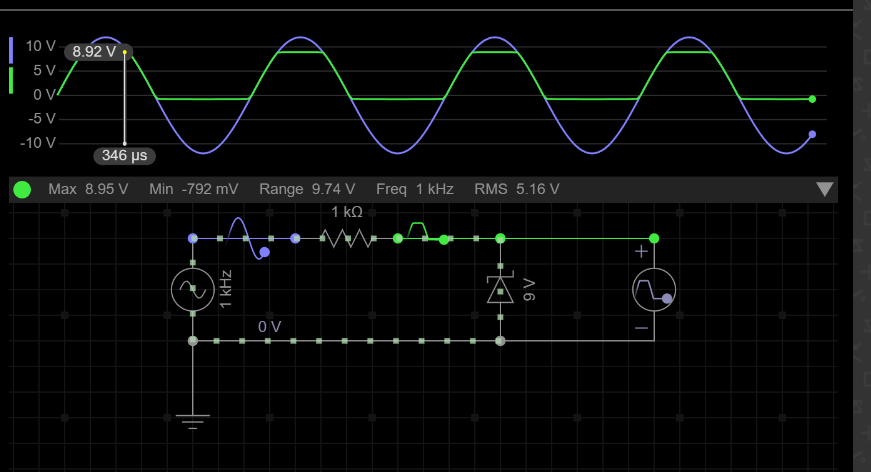 10 V
8.92 V
5 V
0 V
-5 V
-10 V
346 μs
Max 8.95 V Min -792 mV Range 9.74 V Freq 1 kHz RMS 5.16 V
1 kΩ
1 kHz
9 V
+
0 V
−